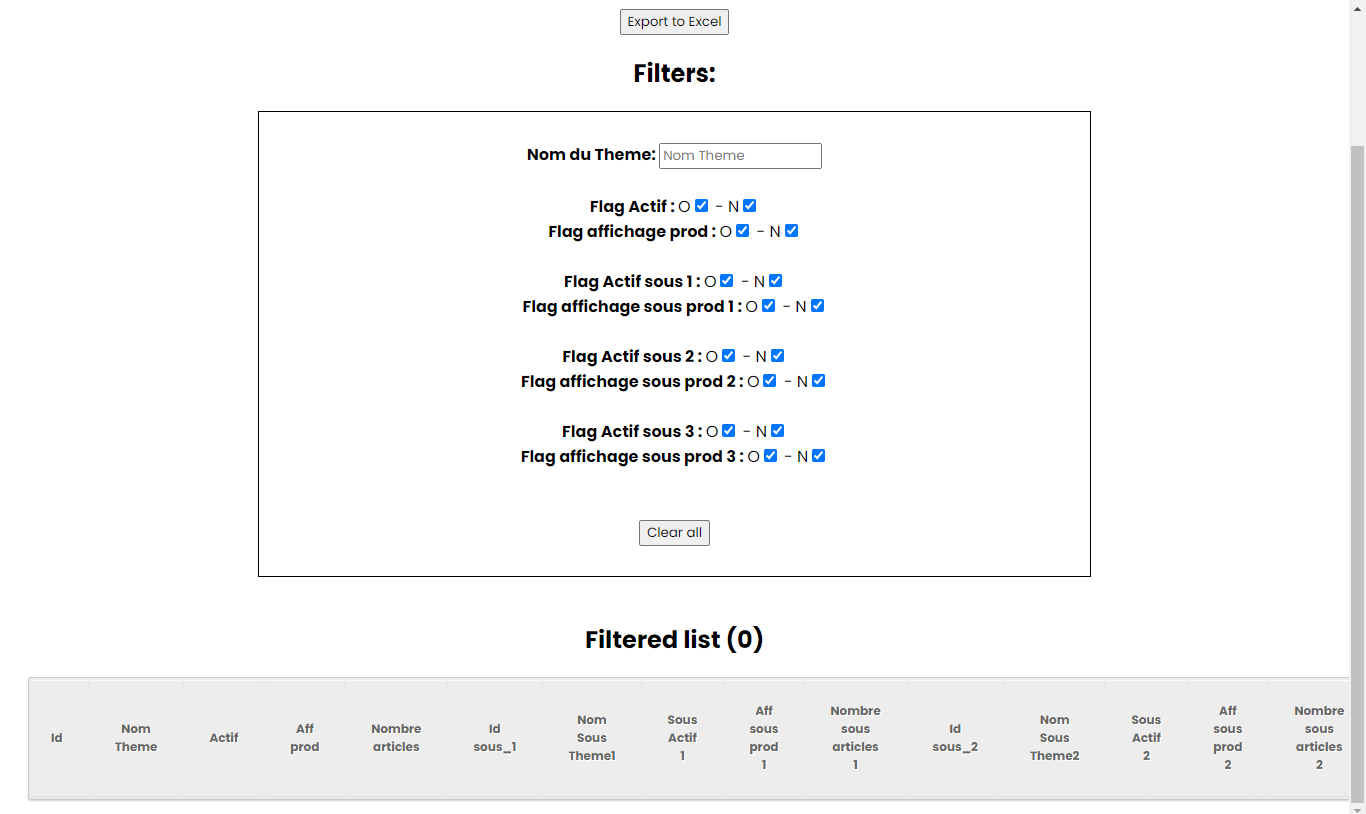 Export to Excel
Filters:
Nom du Theme: Nom Theme
Flag Actif : O - N
Flag affichage prod : O - N
Flag Actif sous 1 : O - N
Flag affichage sous prod 1 : O - N
Flag Actif sous 2 : O - N
Flag affichage sous prod 2 : O - N
Flag Actif sous 3 : O - N
Flag affichage sous prod 3 : O - N
Clear all
Filtered list (0)
Id
Nom
Theme
Actif
Aff
prod
Nombre
articles
Id
sous_1
Nom
Sous
Theme1
Sous
Actif
1
Aff
sous
prod
1
Nombre
sous
articles
1
Id
sous_2
Nom
Sous
Theme2
Sous
Actif
2
Aff
sous
prod
2
Nombre
sous
articles
2